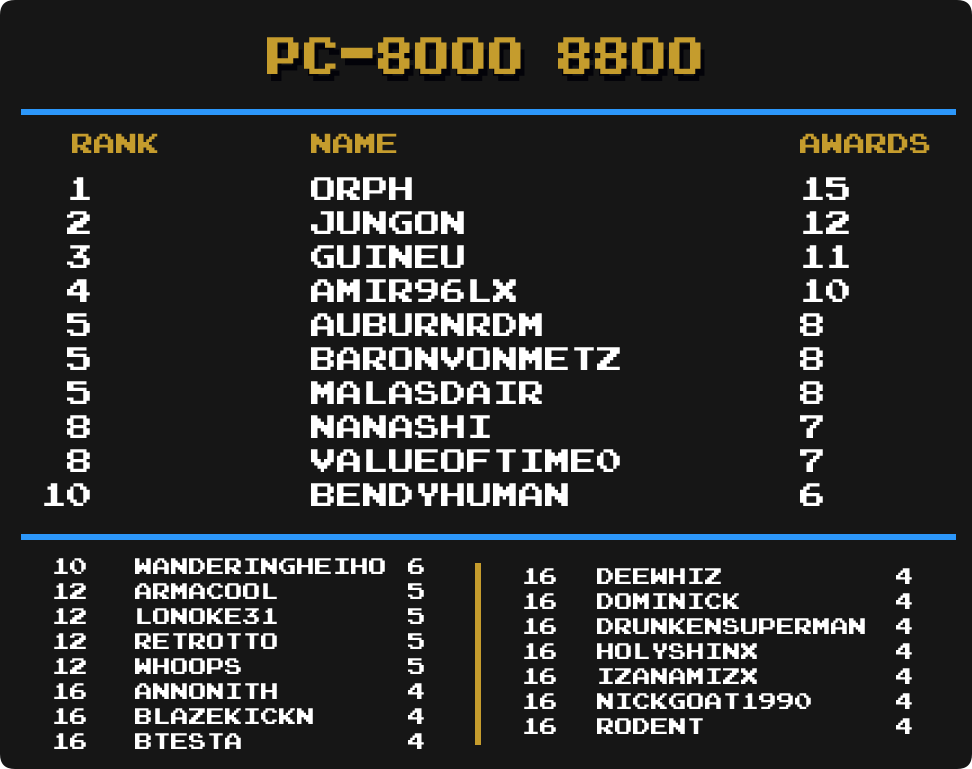 PC-8000 8800
RANK NAME AWARDS
1 ORPH 15
2 JUNGON 12
3 GUINEU 11
4 AMIR96LX 10
5 AUBURNRDM 8
5 BARONVONMETZ 8
5 MALASDAIR 8
8 NANASHI 7
8 VALUEOFTIME0 7
10 BENDYHUMAN 6
10 WANDERINGHEIHO 6
12 ARMACOOL 5
12 LONOKE31 5
12 RETROTTO 5
12 WHOOPS 5
16 ANNONITH 4
16 BLAZEKICKN 4
16 BTESTA 4
16 DEEWHIZ 4
16 DOMINICK 4
16 DRUNKENSUPERMAN 4
16 HOLYSHINX 4
16 IZANAMIZX 4
16 NICKGOAT1990 4
16 RODENT 4